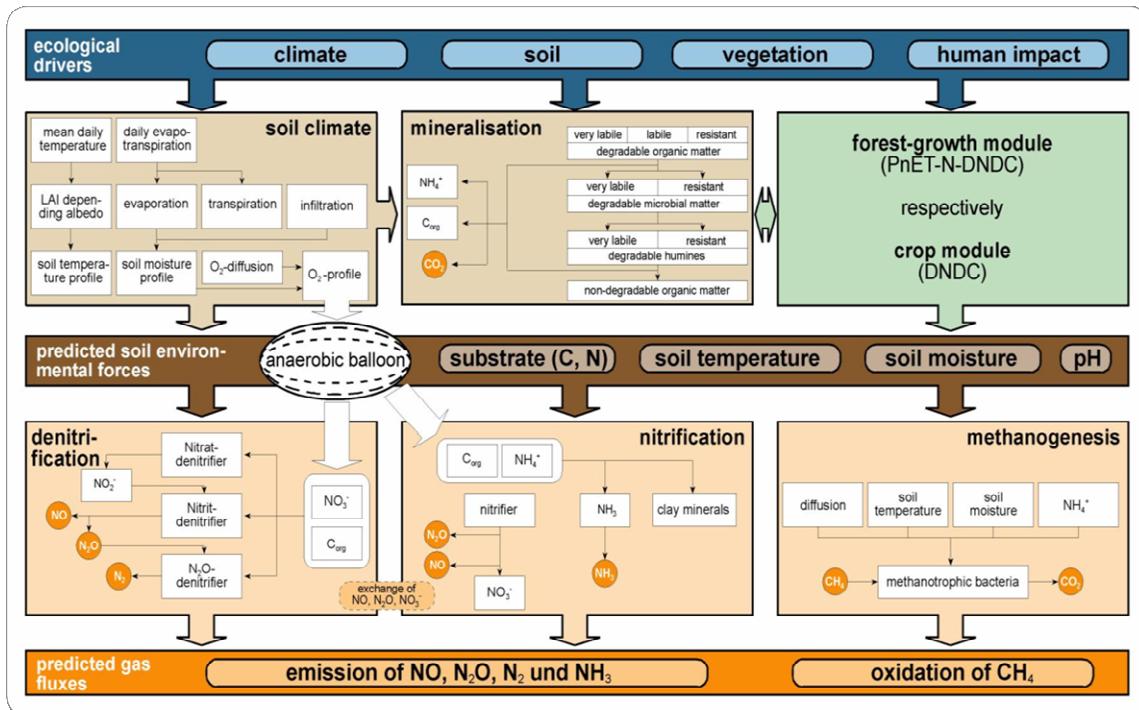 ecological
drivers
climate
soil
vegetation
human impact
soil climate
mean daily
temperature
daily evapo-
transpiration
LAI depen-
ding albedo
evaporation
transpiration
infiltration
soil tempera-
ture profile
soil moisture
profile
O₂-diffusion
O₂-profile
mineralisation
very labile
labile
resistant
degradable organic matter
NH₄⁺
very labile
resistant
degradable microbial matter
C org
very labile
resistant
degradable humines
CO₂
non-degradable organic matter
forest-growth module
(PnET-N-DNDC)
respectively
crop module
(DNDC)
predicted soil environ-
mental forces
anaerobic balloon
substrate (C, N)
soil temperature
soil moisture
pH
denitri-
fication
Nitrat-
denitrifier
NO₂⁻
Nitrit-
denitrifier
NO
N₂O
N₂O-
denitrifier
N₂
NO₃⁻
C org
exchange of
NO, N₂O, NO₃⁻
nitrification
C org
NH₄⁺
nitrifier
NH₃
clay minerals
N₂O
NO
NH₃
NO₃⁻
methanogenesis
diffusion
soil
temperature
soil
moisture
NH₄⁺
CH₄
methanotrophic bacteria
CO₂
predicted gas
fluxes
emission of NO, N₂O, N₂ und NH₃
oxidation of CH₄